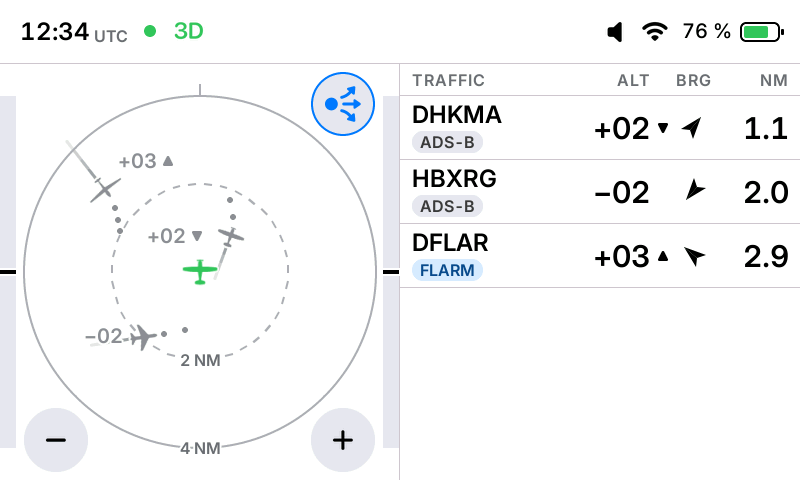 12:34 UTC 3D 76 %
TRAFFIC ALT BRG NM
+03
+02
−02
2 NM
4 NM
DHKMA +02 1.1
ADS-B
HBXRG −02 2.0
ADS-B
DFLAR +03 2.9
FLARM